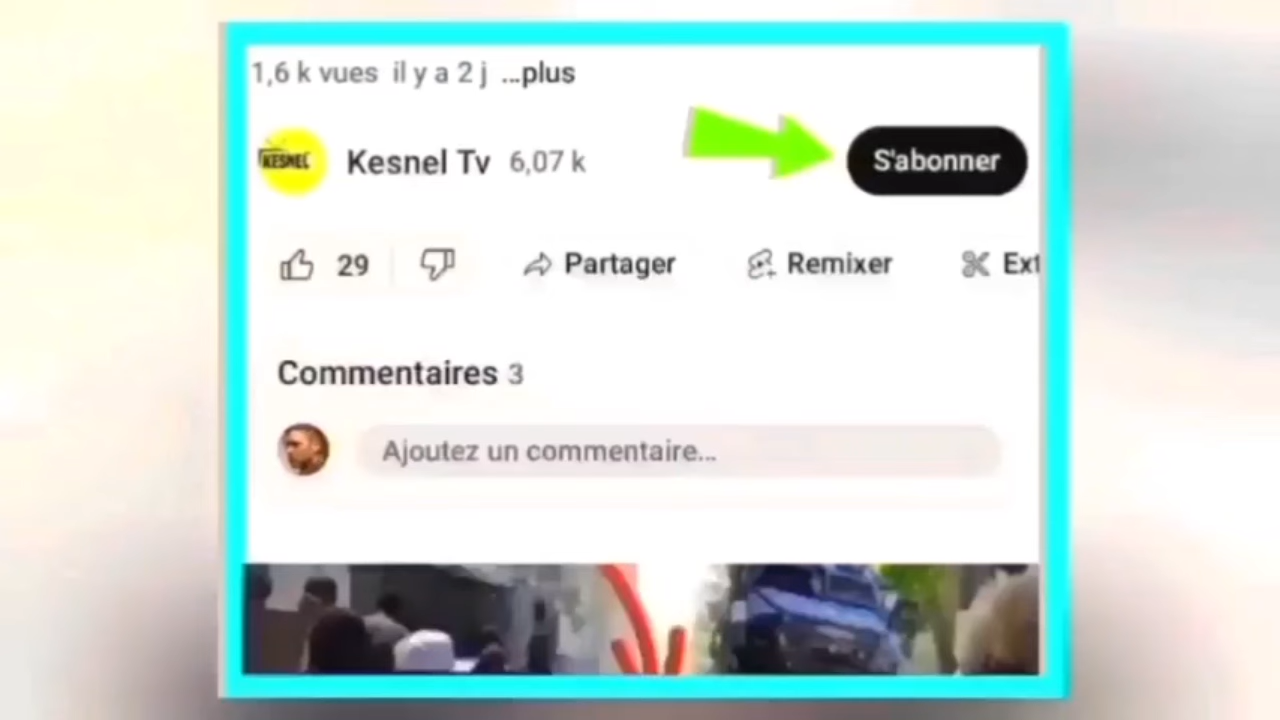 1,6 k vues il y a 2 j ...plus
KESNEL
Kesnel Tv 6,07 k
S'abonner
29
Partager
Remixer
Ext
Commentaires 3
Ajoutez un commentaire...